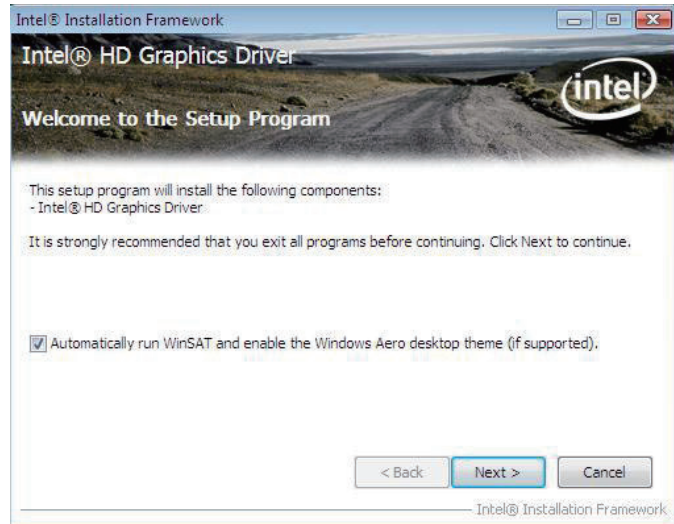 Intel® Installation Framework
Intel® HD Graphics Driver
intel
Welcome to the Setup Program
This setup program will install the following components:
- Intel® HD Graphics Driver
It is strongly recommended that you exit all programs before continuing. Click Next to continue.
Automatically run WinSAT and enable the Windows Aero desktop theme (if supported).
< Back
Next >
Cancel
Intel® Installation Framework